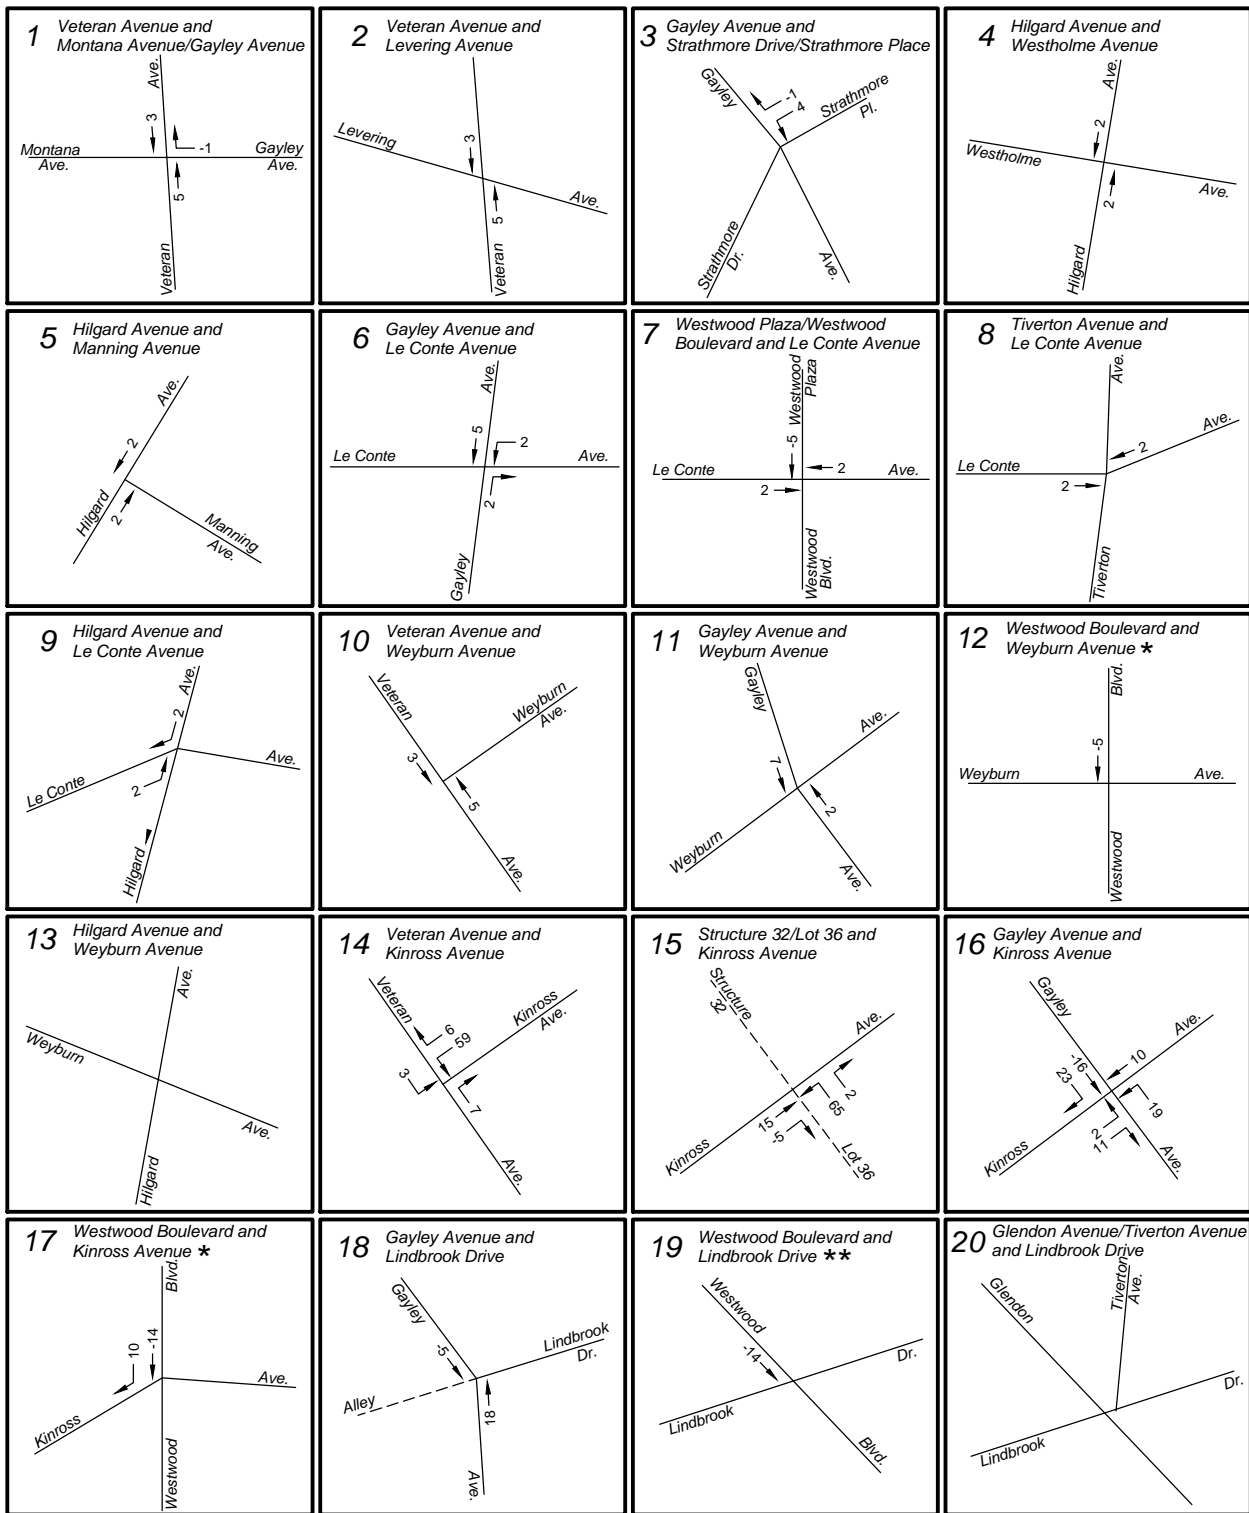 1 Veteran Avenue and
Montana Avenue/Gayley Avenue
Ave.
3
-1
Montana
Ave.
Gayley
Ave.
5
Veteran
2 Veteran Avenue and
Levering Avenue
Levering
3
Ave.
5
Veteran
3 Gayley Avenue and
Strathmore Drive/Strathmore Place
Gayley
-1
4
Strathmore
Pl.
Strathmore
Dr.
Ave.
4 Hilgard Avenue and
Westholme Avenue
Ave.
2
Westholme
Ave.
2
Hilgard
5 Hilgard Avenue and
Manning Avenue
Ave.
2
Hilgard
2
Manning
Ave.
6 Gayley Avenue and
Le Conte Avenue
Ave.
5
2
Le Conte
Ave.
2
Gayley
7 Westwood Plaza/Westwood
Boulevard and Le Conte Avenue
Westwood
Plaza
-5
2
Le Conte
Ave.
2
Westwood
Blvd.
8 Tiverton Avenue and
Le Conte Avenue
Ave.
Ave.
2
Le Conte
2
Tiverton
9 Hilgard Avenue and
Le Conte Avenue
Ave.
2
Ave.
Le Conte
2
Hilgard
10 Veteran Avenue and
Weyburn Avenue
Veteran
Weyburn
Ave.
3
5
Ave.
11 Gayley Avenue and
Weyburn Avenue
Gayley
Ave.
7
2
Weyburn
Ave.
12 Westwood Boulevard and
Weyburn Avenue *
Blvd.
-5
Weyburn
Ave.
Westwood
13 Hilgard Avenue and
Weyburn Avenue
Ave.
Weyburn
Ave.
Hilgard
14 Veteran Avenue and
Kinross Avenue
Veteran
6
59
Kinross
Ave.
3
7
Ave.
15 Structure 32/Lot 36 and
Kinross Avenue
Structure
32
Ave.
2
65
15
-5
Kinross
Lot 36
16 Gayley Avenue and
Kinross Avenue
Gayley
Ave.
-16
10
23
19
2
11
Kinross
Ave.
17 Westwood Boulevard and
Kinross Avenue *
Blvd.
10
-14
Ave.
Kinross
Westwood
18 Gayley Avenue and
Lindbrook Drive
Gayley
-5
Lindbrook
Dr.
Alley
18
Ave.
19 Westwood Boulevard and
Lindbrook Drive **
Westwood
-14
Dr.
Lindbrook
Blvd.
20 Glendon Avenue/Tiverton Avenue
and Lindbrook Drive
Glendon
Tiverton
Ave.
Dr.
Lindbrook